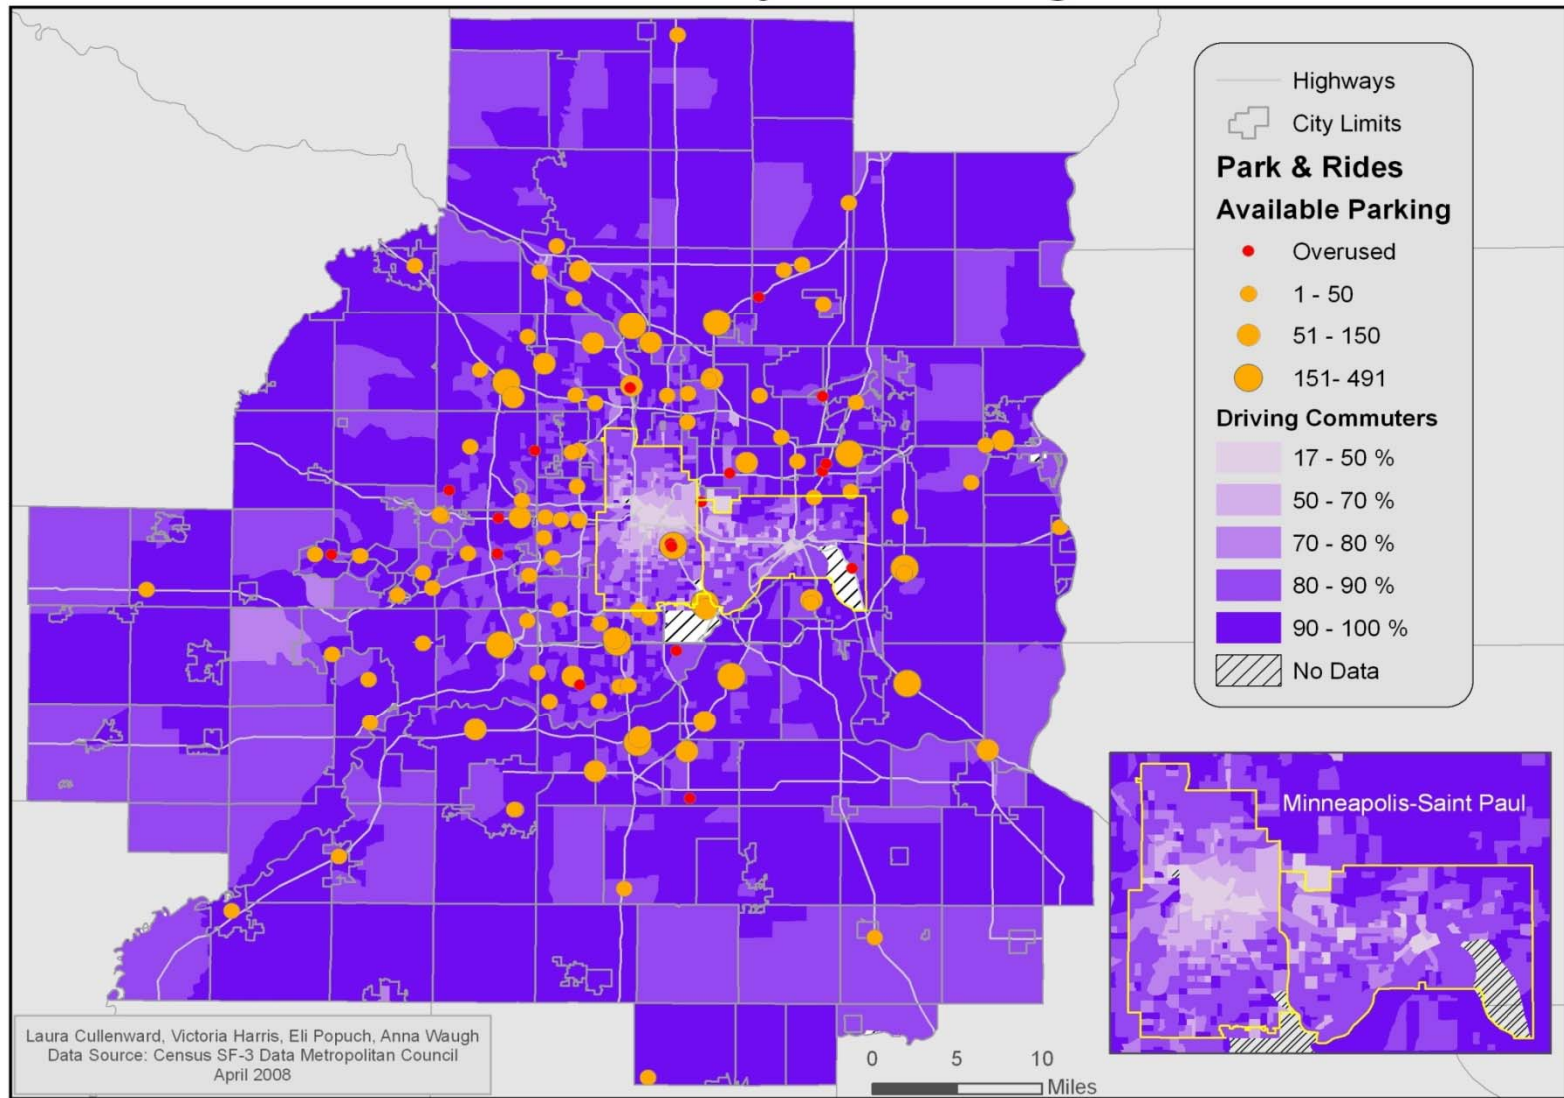 Highways
City Limits
Park & Rides
Available Parking
Overused
1 - 50
51 - 150
151- 491
Driving Commuters
17 - 50 %
50 - 70 %
70 - 80 %
80 - 90 %
90 - 100 %
No Data
Minneapolis-Saint Paul
Laura Cullenward, Victoria Harris, Eli Popuch, Anna Waugh
Data Source: Census SF-3 Data Metropolitan Council
April 2008
0 5 10
Miles